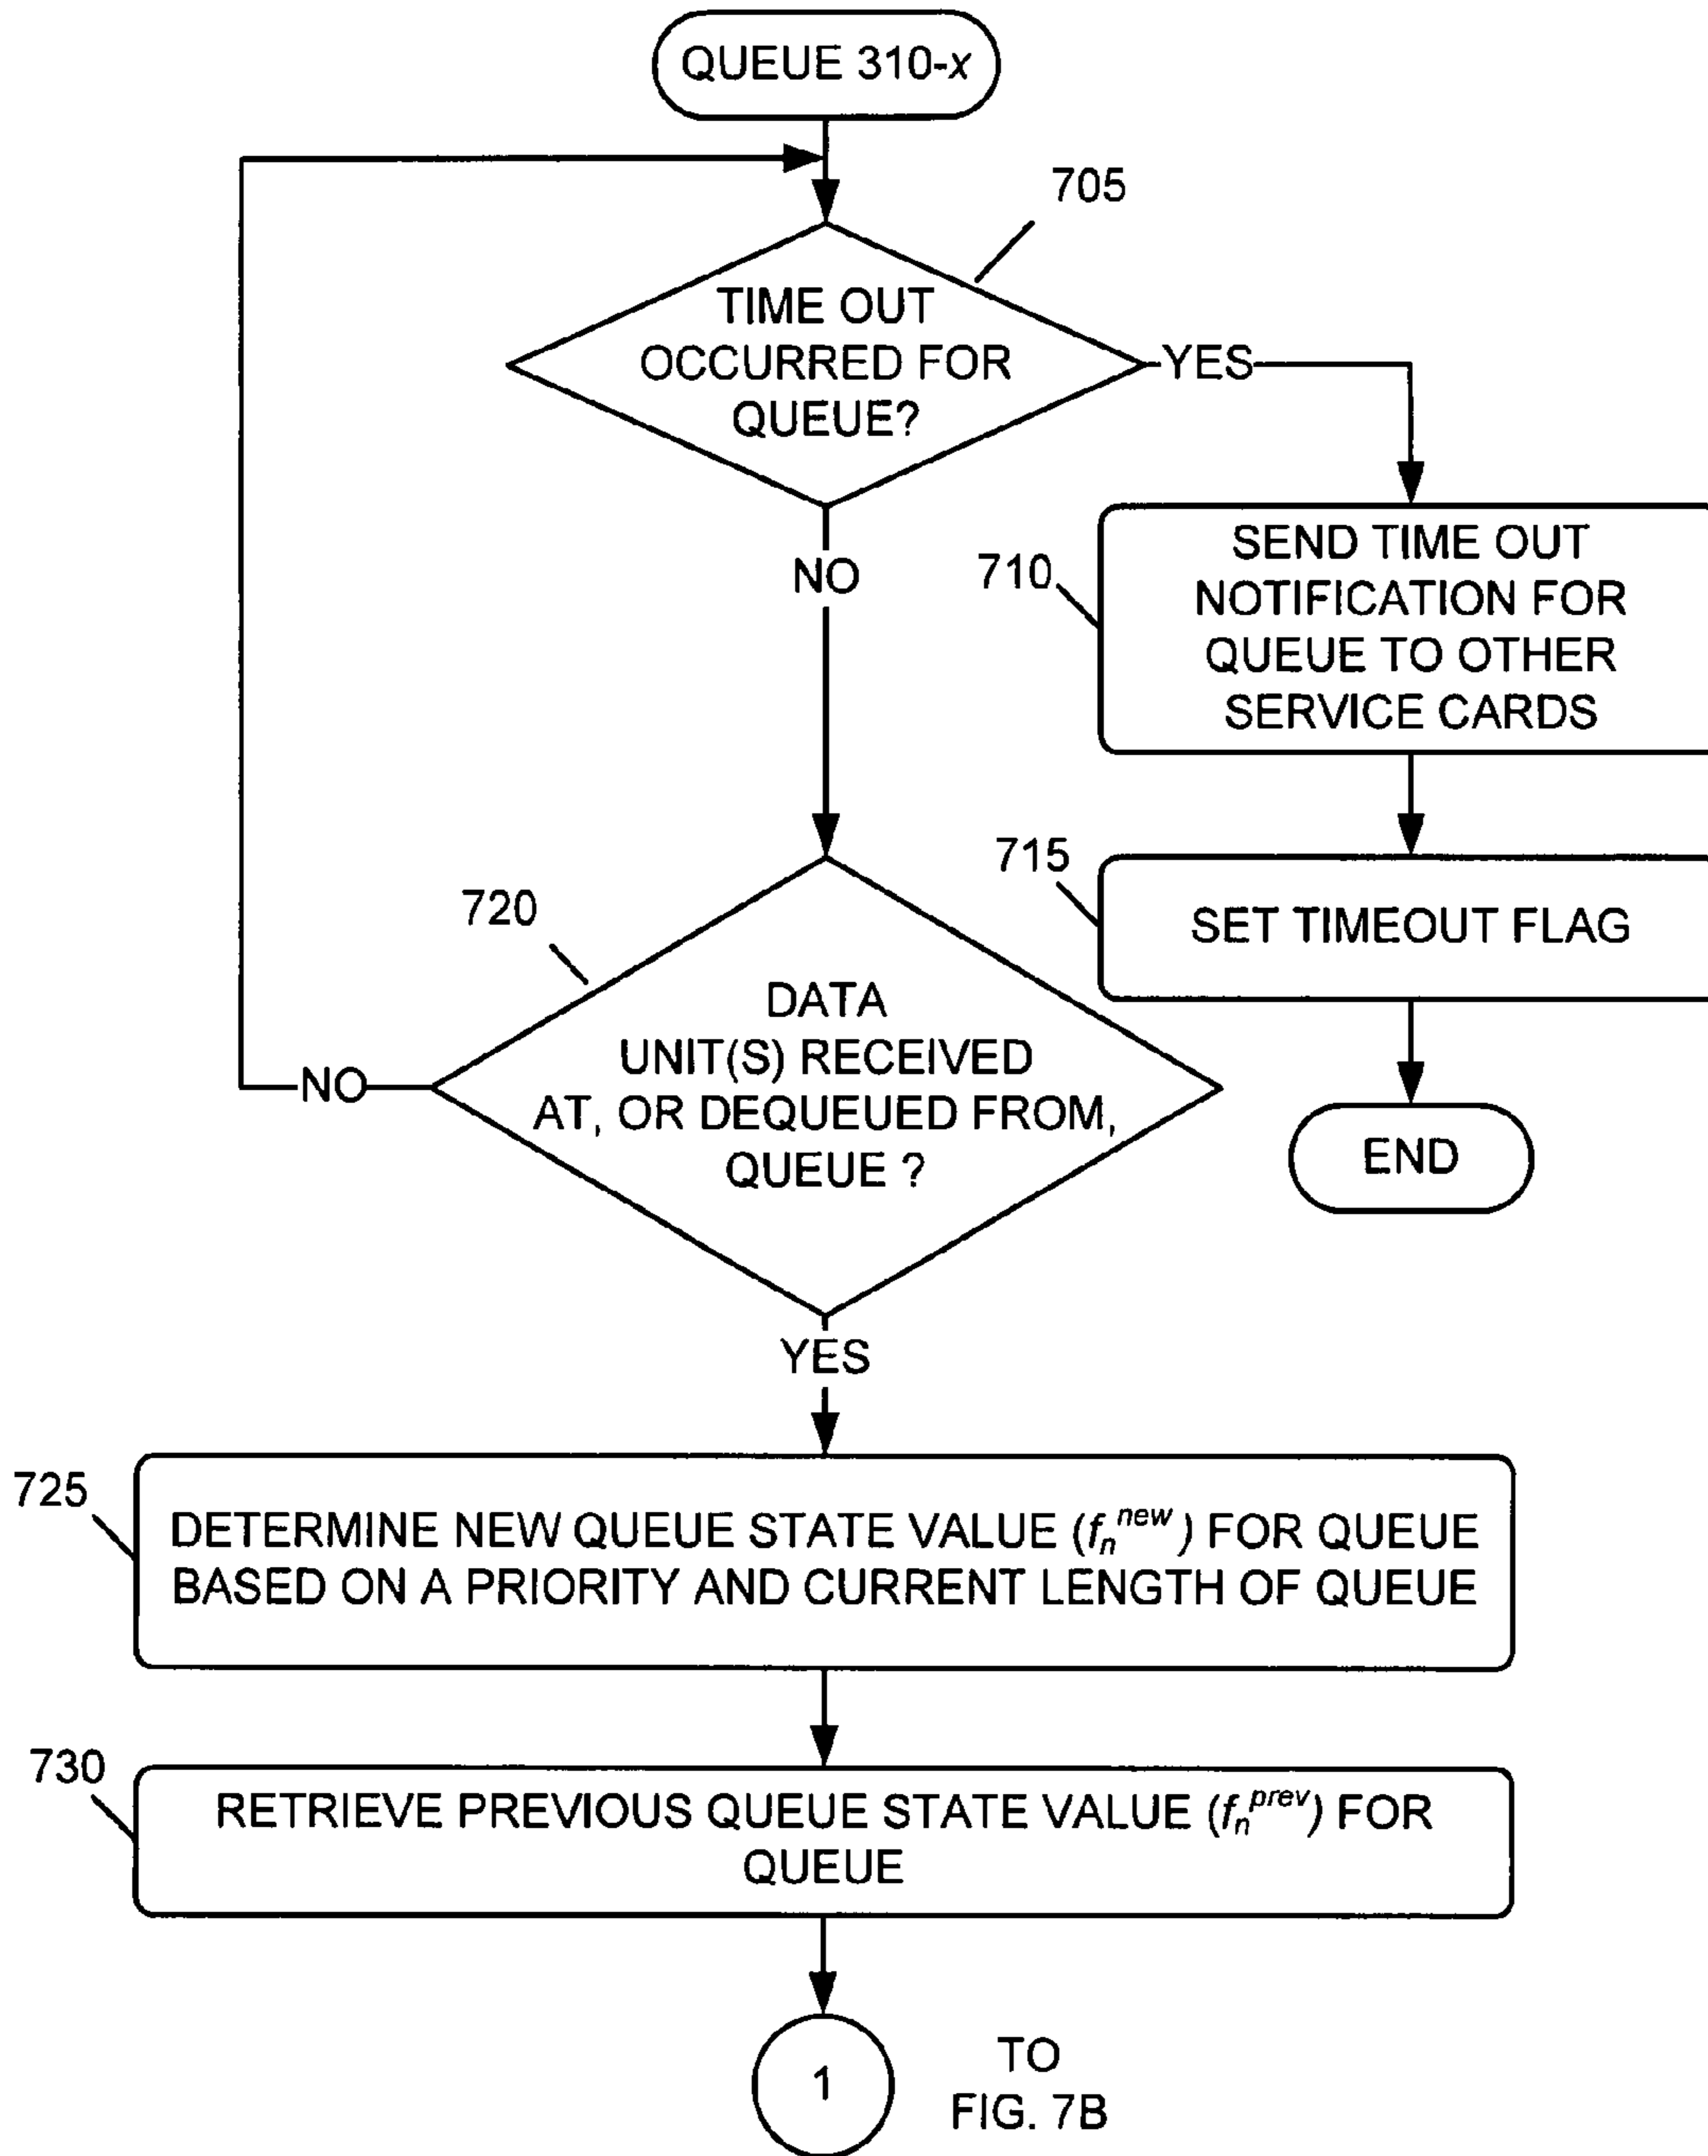 QUEUE 310-x
705
TIME OUT
OCCURRED FOR
QUEUE?
YES
NO
710
SEND TIME OUT
NOTIFICATION FOR
QUEUE TO OTHER
SERVICE CARDS
715
SET TIMEOUT FLAG
END
720
DATA
UNIT(S) RECEIVED
AT, OR DEQUEUED FROM,
QUEUE ?
NO
YES
725
DETERMINE NEW QUEUE STATE VALUE (fₙⁿᵉʷ) FOR QUEUE
BASED ON A PRIORITY AND CURRENT LENGTH OF QUEUE
730
RETRIEVE PREVIOUS QUEUE STATE VALUE (fₙᵖʳᵉᵛ) FOR
QUEUE
1
TO
FIG. 7B